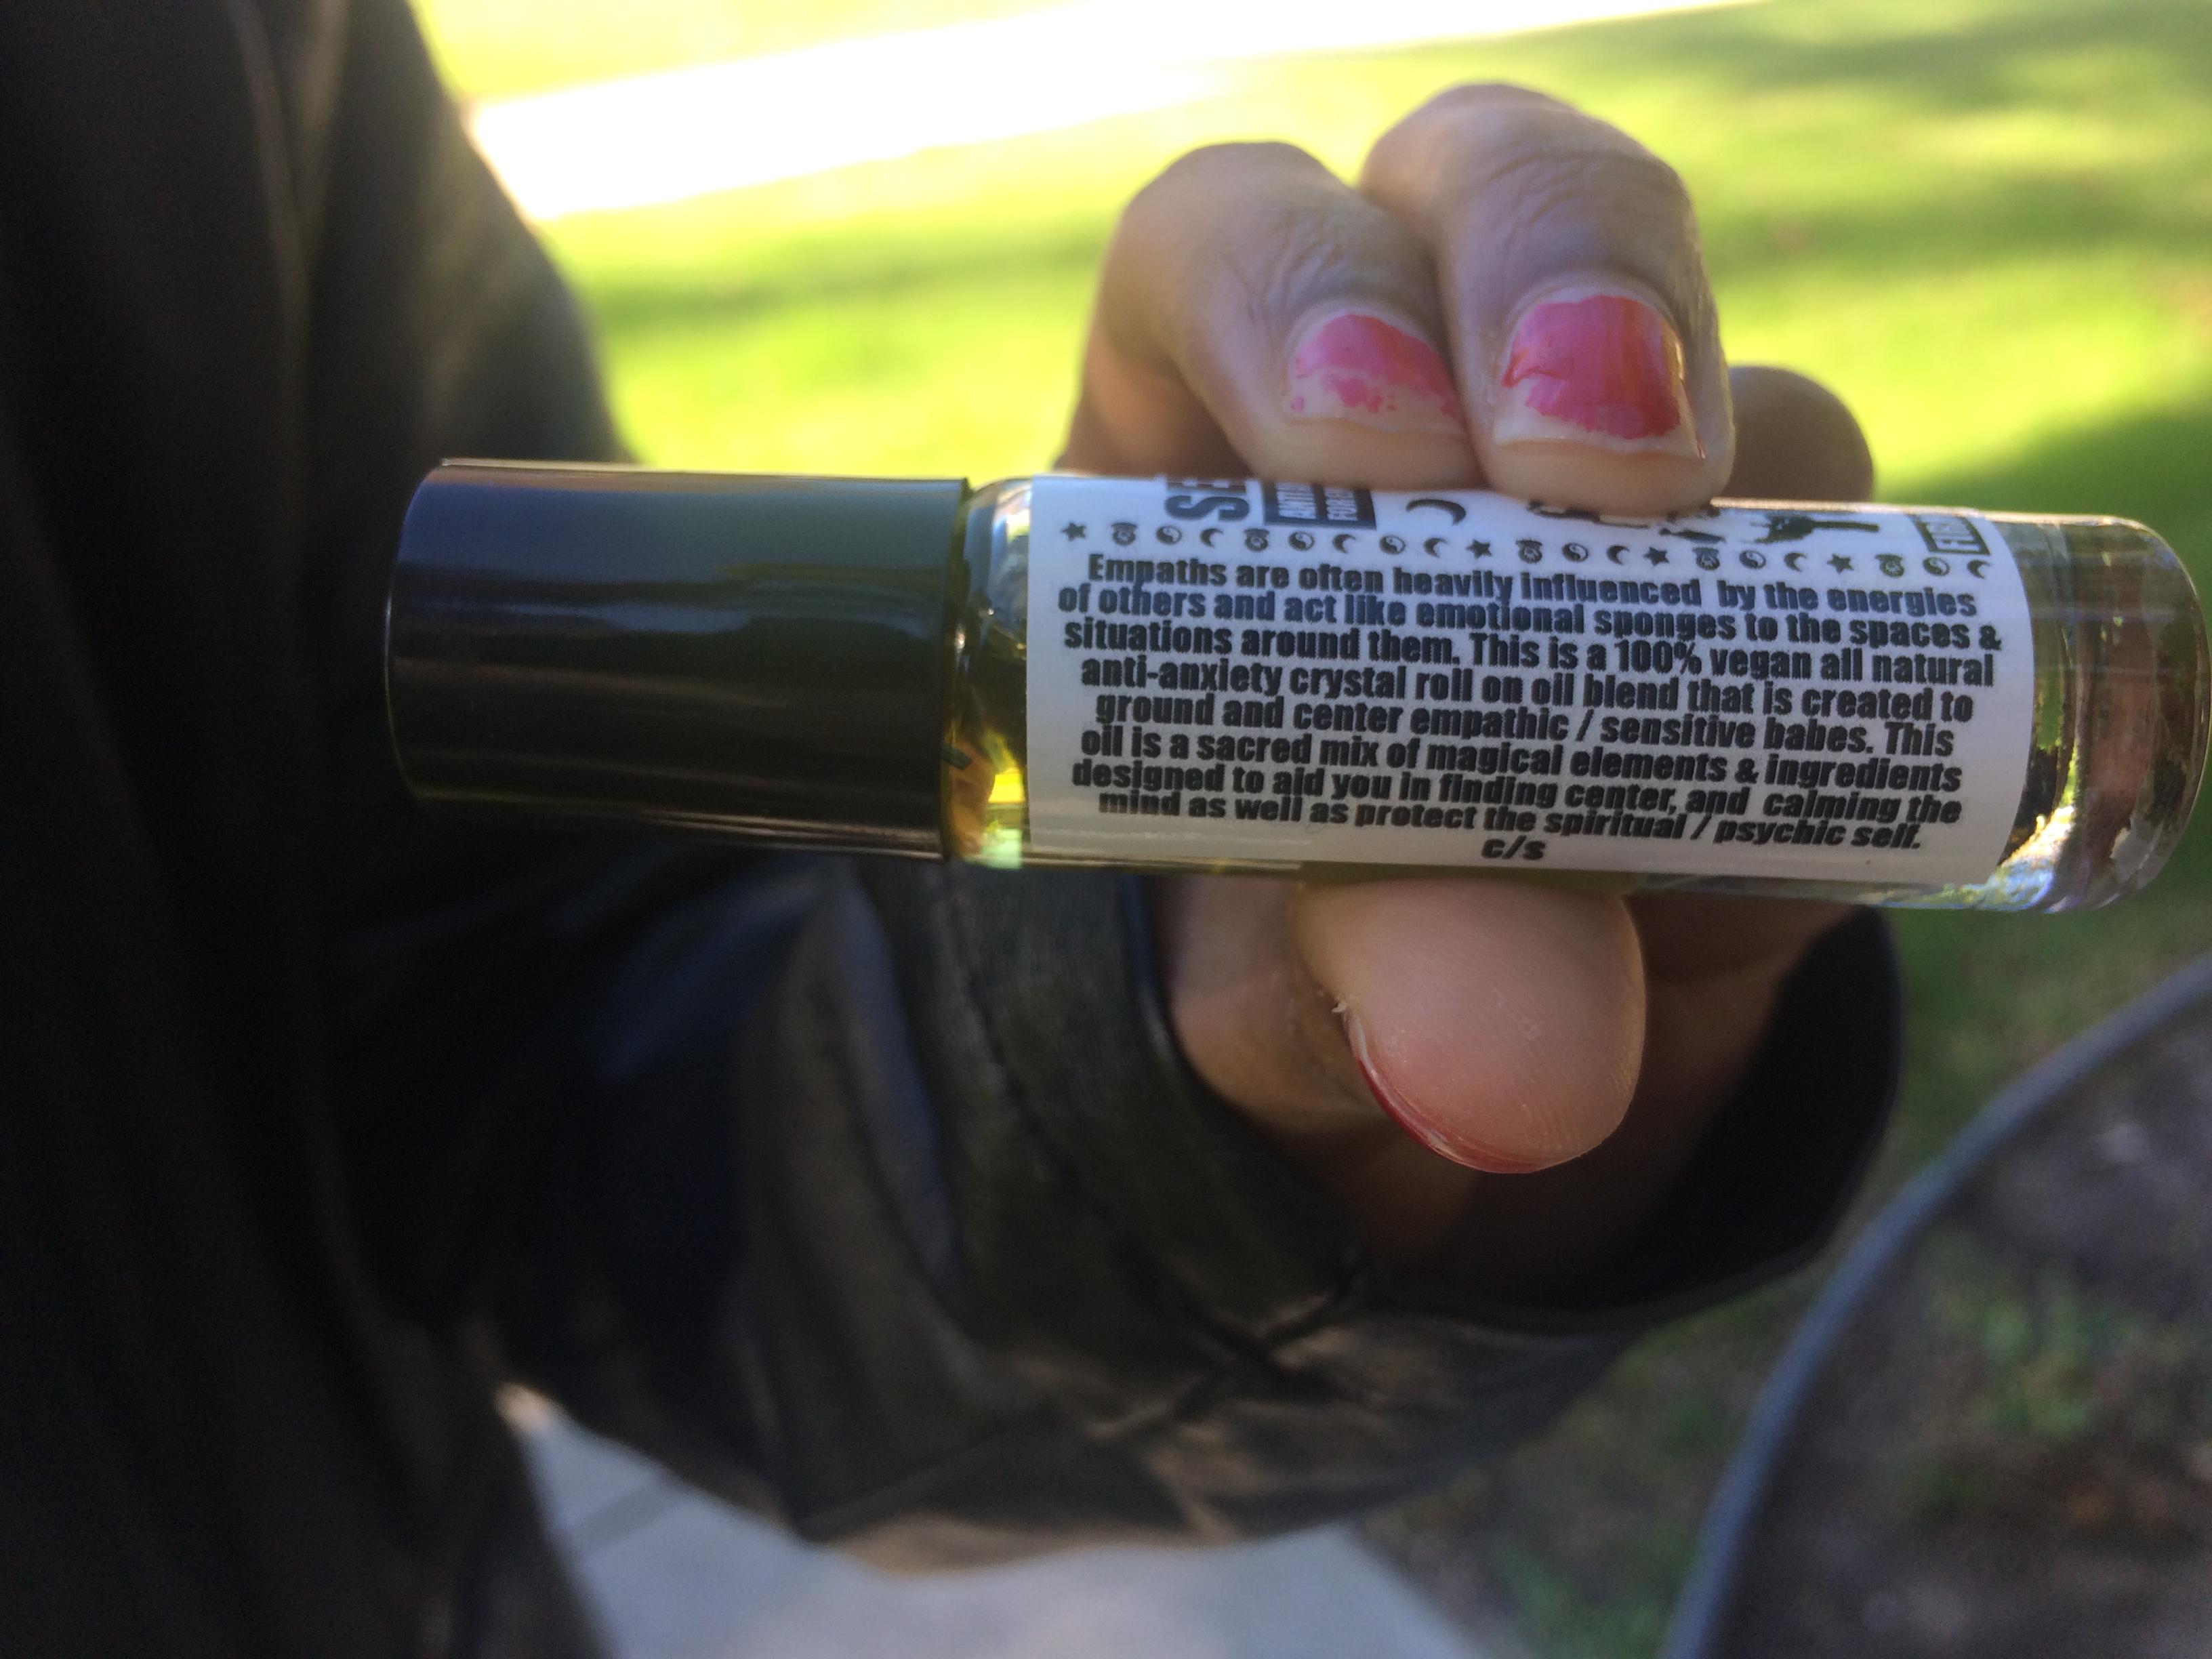 Empaths are often heavily influenced by the energies
of others and act like emotional sponges to the spaces &
situations around them. This is a 100% vegan all natural
anti-anxiety crystal roll on oil blend that is created to
ground and center empathic / sensitive babes. This
oil is a sacred mix of magical elements & ingredients
designed to aid you in finding center, and calming the
mind as well as protect the spiritual / psychic self.
c/s